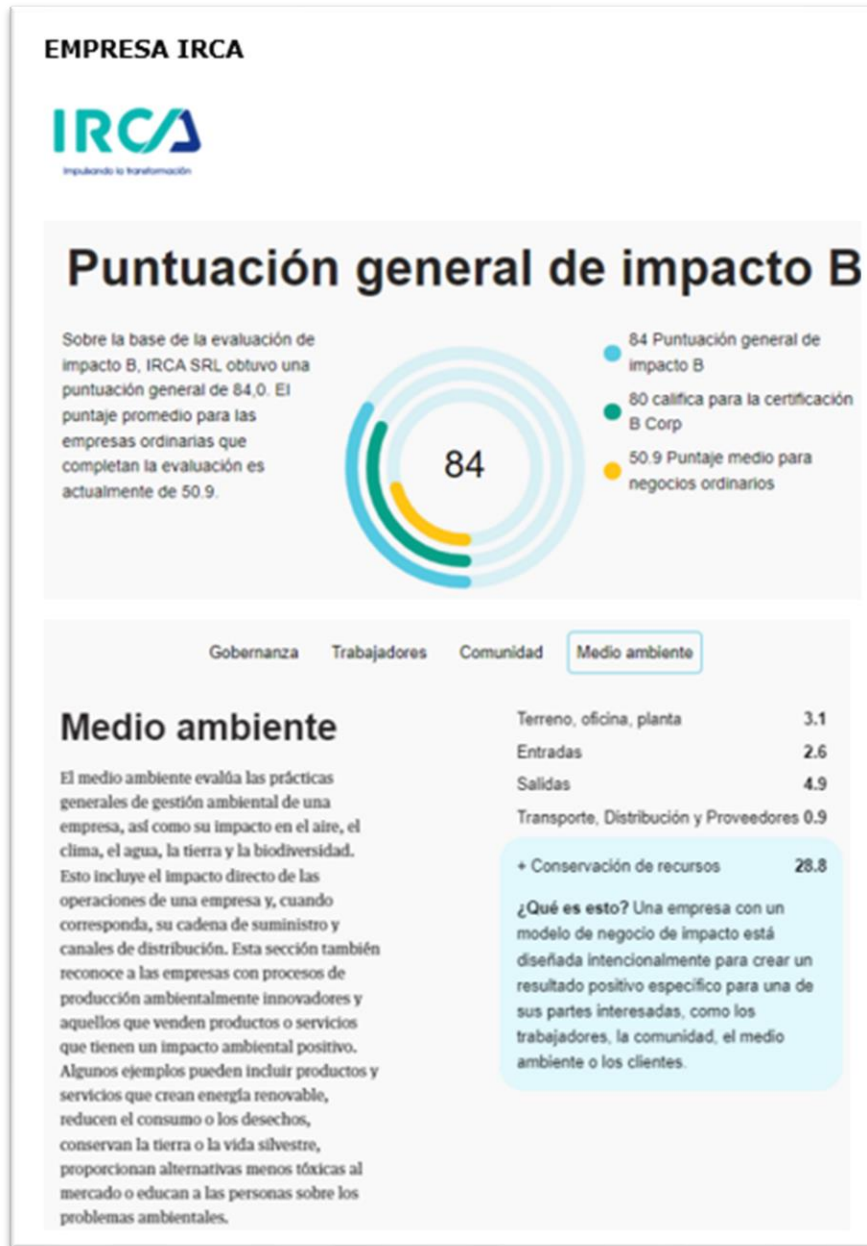 EMPRESA IRCA
IRCA
Impulsando la transformación
Puntuación general de impacto B
Sobre la base de la evaluación de
impacto B, IRCA SRL obtuvo una
puntuación general de 84,0. El
puntaje promedio para las
empresas ordinarias que
completan la evaluación es
actualmente de 50.9.
84
84 Puntuación general de
impacto B
80 califica para la certificación
B Corp
50.9 Puntaje medio para
negocios ordinarios
Gobernanza Trabajadores Comunidad Medio ambiente
Medio ambiente
El medio ambiente evalúa las prácticas
generales de gestión ambiental de una
empresa, así como su impacto en el aire, el
clima, el agua, la tierra y la biodiversidad.
Esto incluye el impacto directo de las
operaciones de una empresa y, cuando
corresponda, su cadena de suministro y
canales de distribución. Esta sección también
reconoce a las empresas con procesos de
producción ambientalmente innovadores y
aquellos que venden productos o servicios
que tienen un impacto ambiental positivo.
Algunos ejemplos pueden incluir productos y
servicios que crean energía renovable,
reducen el consumo o los desechos,
conservan la tierra o la vida silvestre,
proporcionan alternativas menos tóxicas al
mercado o educan a las personas sobre los
problemas ambientales.
Terreno, oficina, planta 3.1
Entradas 2.6
Salidas 4.9
Transporte, Distribución y Proveedores 0.9
+ Conservación de recursos 28.8
¿Qué es esto? Una empresa con un
modelo de negocio de impacto está
diseñada intencionalmente para crear un
resultado positivo específico para una de
sus partes interesadas, como los
trabajadores, la comunidad, el medio
ambiente o los clientes.